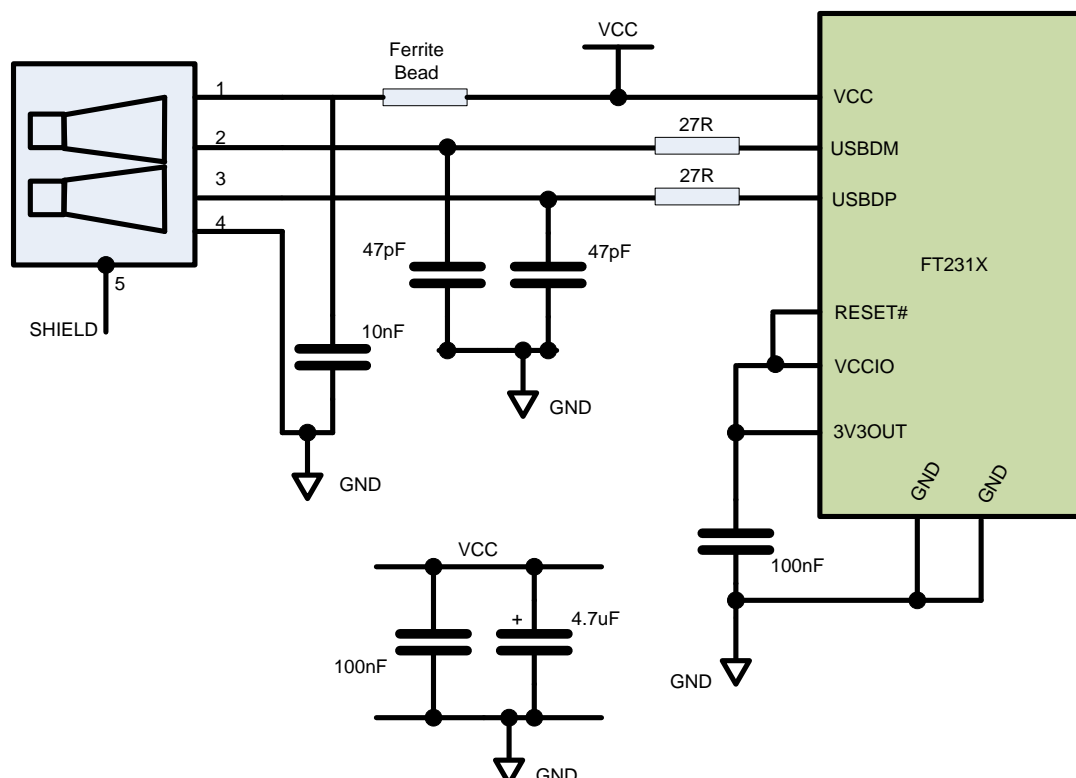 VCC
Ferrite
Bead
1
VCC
27R
2
USBDM
27R
3
USBDP
4
47pF
47pF
FT231X
5
SHIELD
10nF
RESET#
VCCIO
GND
3V3OUT
GND
GND
GND
VCC
100nF
+
4.7uF
100nF
GND
GND